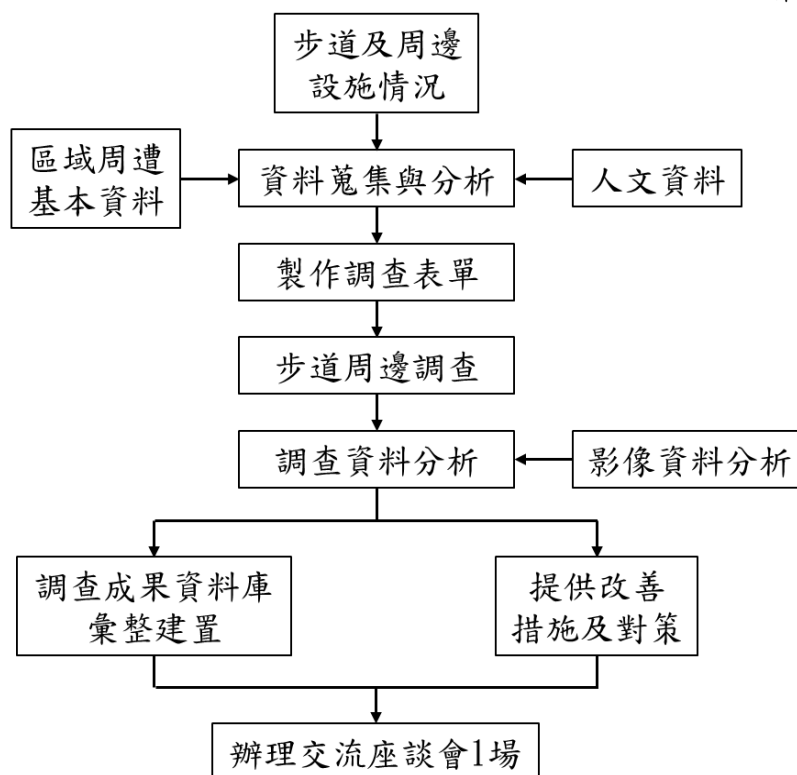 步道及周邊
設施情況
區域周遭
基本資料
資料蒐集與分析
人文資料
製作調查表單
步道周邊調查
調查資料分析
影像資料分析
調查成果資料庫
彙整建置
提供改善
措施及對策
辦理交流座談會1場